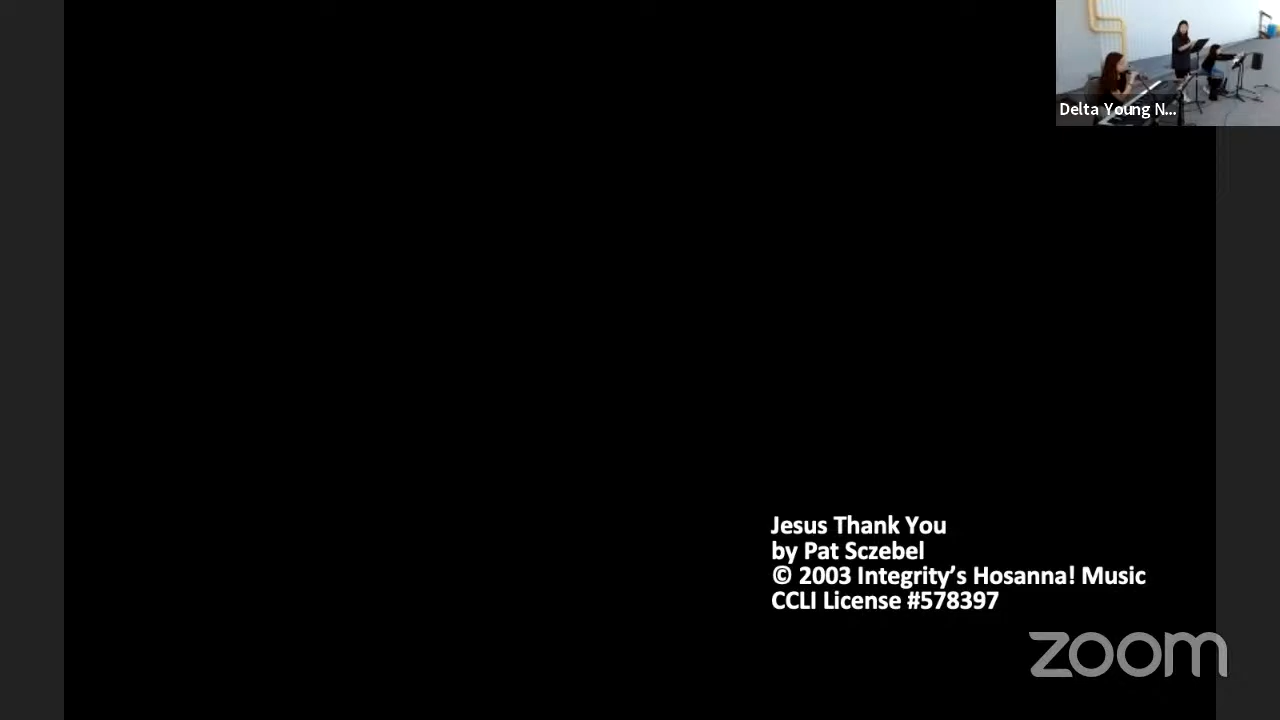 Delta Young N...
Jesus Thank You
by Pat Sczebel
© 2003 Integrity’s Hosanna! Music
CCLI License #578397
zoom